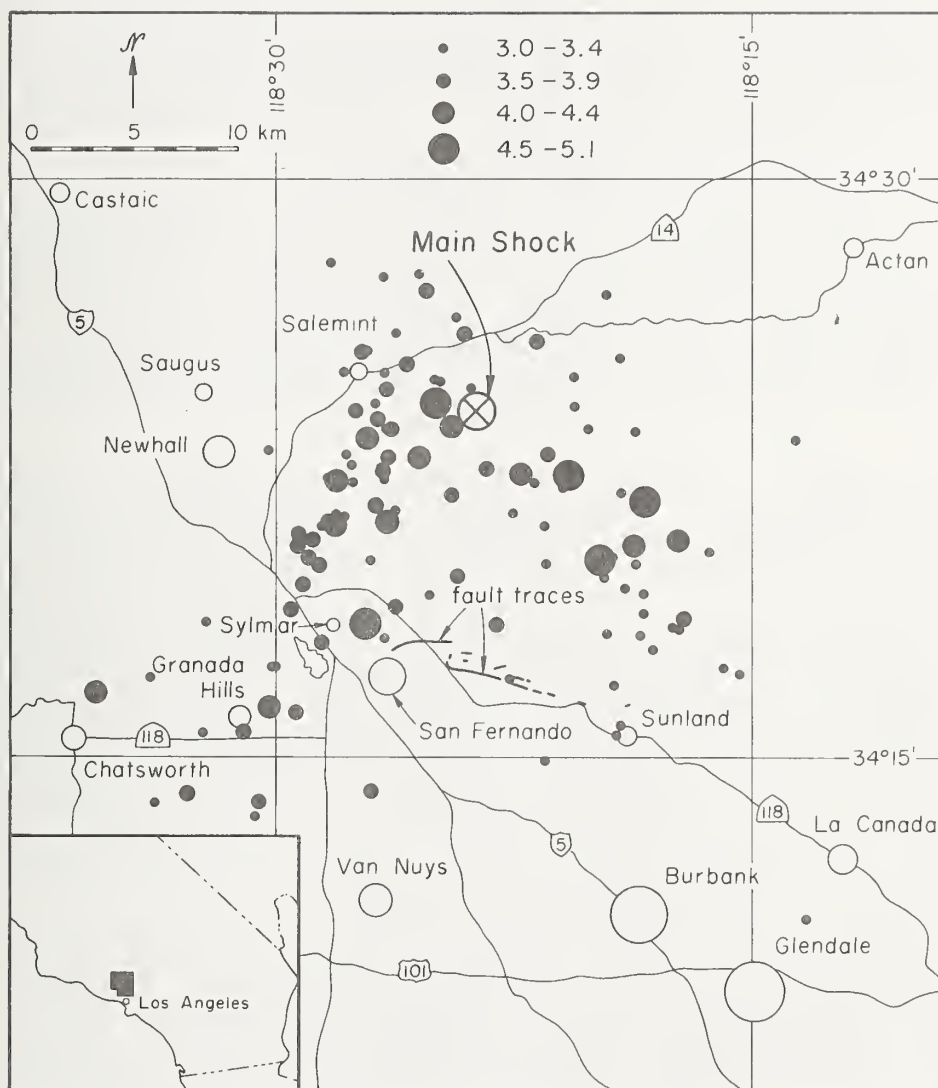 N
0 5 10 km
118°30'
3.0 – 3.4
3.5 – 3.9
4.0 – 4.4
4.5 – 5.1
118°15'
34°30'
Castaic
14
Main Shock
Actan
5
Salemint
Saugus
Newhall
fault traces
Sylmar
Granada
Hills
San Fernando
Sunland
118
34°15'
Chatsworth
118
La Canada
5
Van Nuys
Burbank
Glendale
101
Los Angeles